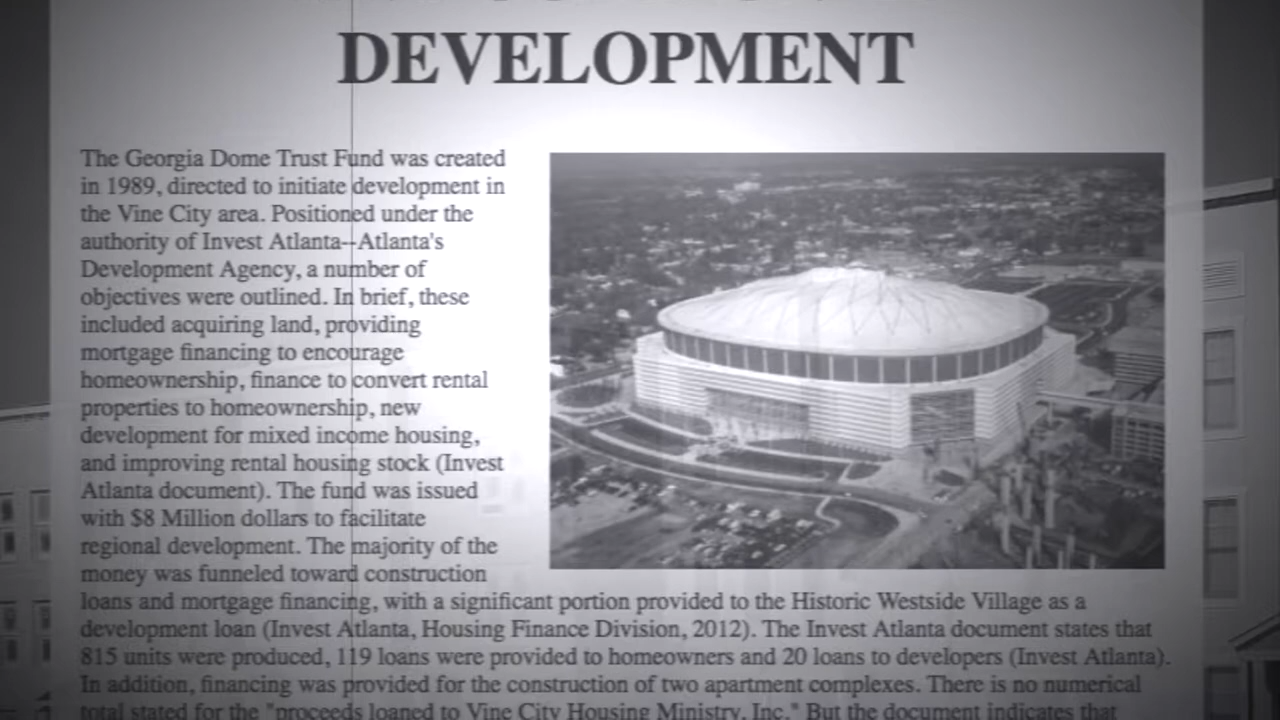 DEVELOPMENT
The Georgia Dome Trust Fund was created
in 1989, directed to initiate development in
the Vine City area. Positioned under the
authority of Invest Atlanta--Atlanta's
Development Agency, a number of
objectives were outlined. In brief, these
included acquiring land, providing
mortgage financing to encourage
homeownership, finance to convert rental
properties to homeownership, new
development for mixed income housing,
and improving rental housing stock (Invest
Atlanta document). The fund was issued
with $8 Million dollars to facilitate
regional development. The majority of the
money was funneled toward construction
loans and mortgage financing, with a significant portion provided to the Historic Westside Village as a
development loan (Invest Atlanta, Housing Finance Division, 2012). The Invest Atlanta document states that
815 units were produced, 119 loans were provided to homeowners and 20 loans to developers (Invest Atlanta).
In addition, financing was provided for the construction of two apartment complexes. There is no numerical
total stated for the "proceeds loaned to Vine City Housing Ministry, Inc." But the document indicates that